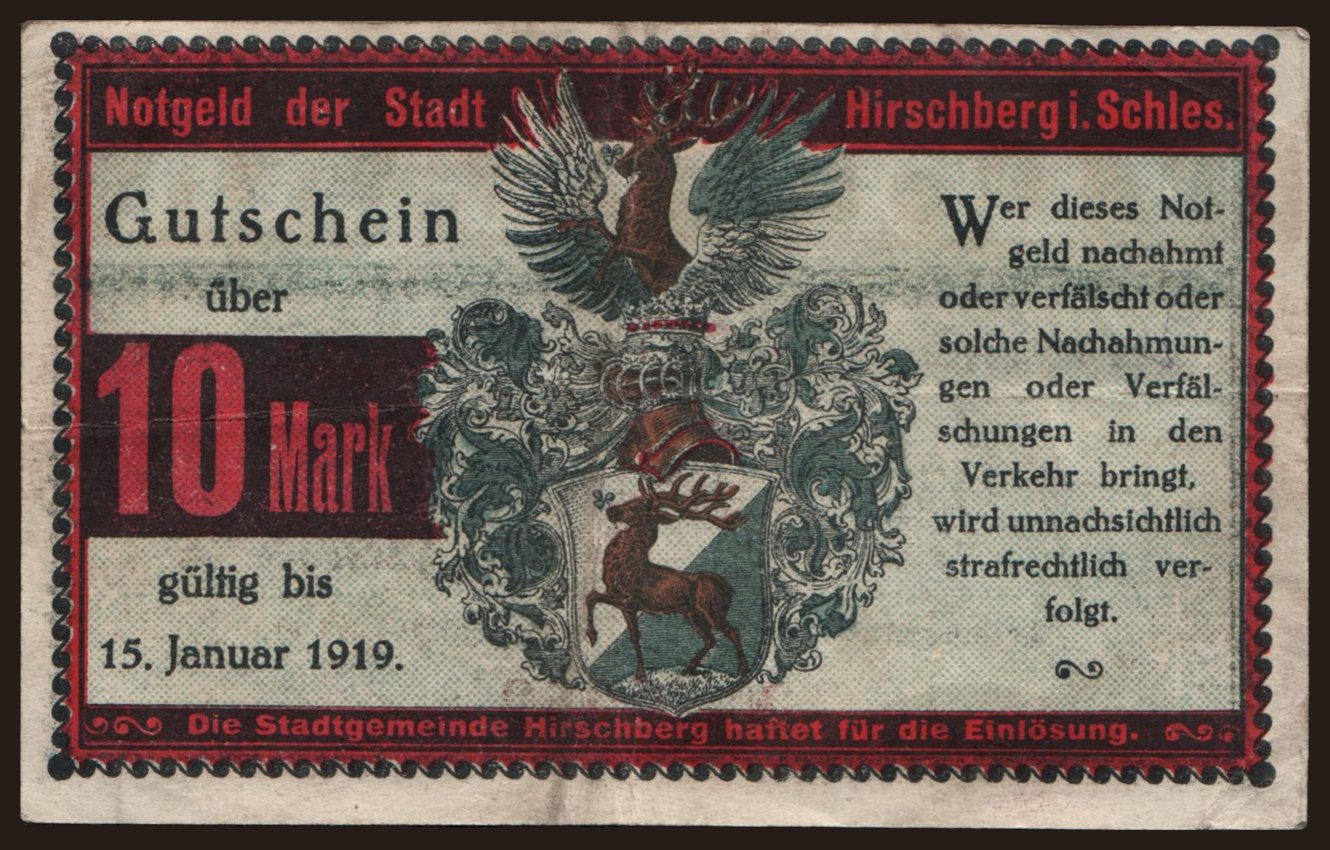 Notgeld der Stadt Hirschberg i. Schles.
Gutschein
über
10 Mark
gültig bis
15. Januar 1919.
Wer dieses Not-
geld nachahmt
oder verfälscht oder
solche Nachahmun-
gen oder Verfäl-
schungen in den
Verkehr bringt,
wird unnachsichtlich
strafrechtlich ver-
folgt.
Die Stadtgemeinde Hirschberg haftet für die Einlösung.